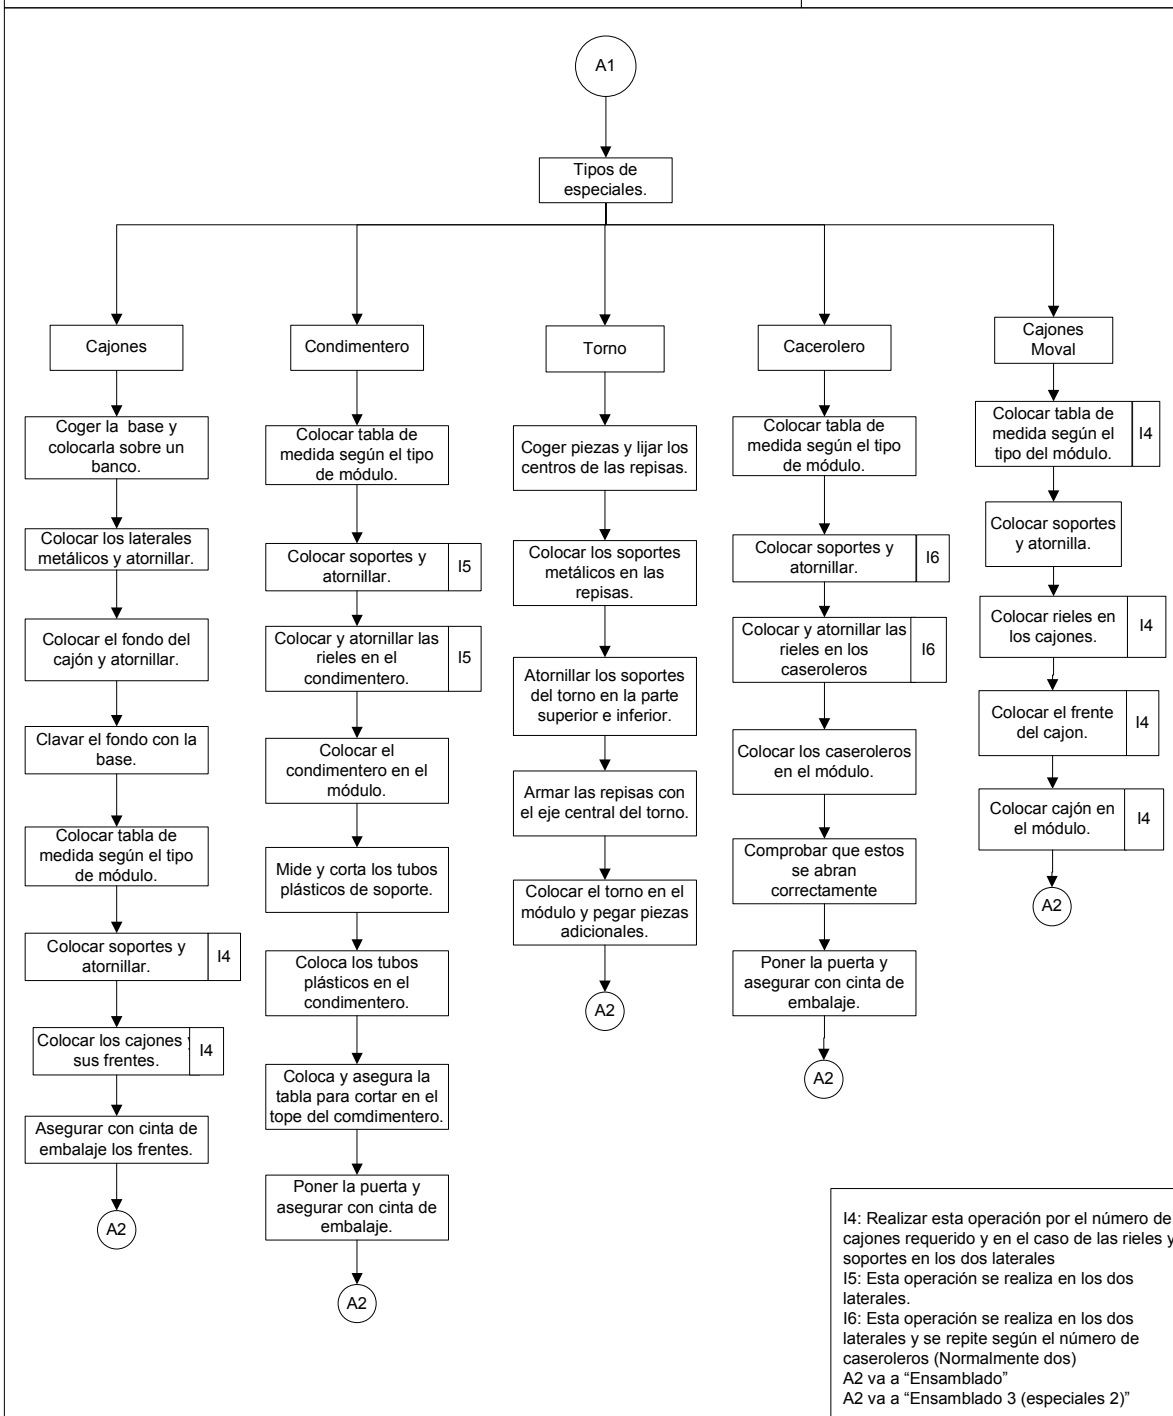 A1
Tipos de
especiales.
Cajones
Coger la base y
colocarla sobre un
banco.
Colocar los laterales
metálicos y atornillar.
Colocar el fondo del
cajón y atornillar.
Clavar el fondo con la
base.
Colocar tabla de
medida según el tipo
de módulo.
Colocar soportes y
atornillar.
I4
Colocar los cajones y
sus frentes.
I4
Asegurar con cinta de
embalaje los frentes.
A2
Condimentero
Colocar tabla de
medida según el tipo
de módulo.
Colocar soportes y
atornillar.
I5
Colocar y atornillar las
rieles en el
condimentero.
I5
Colocar el
condimentero en el
módulo.
Mide y corta los tubos
plásticos de soporte.
Coloca los tubos
plásticos en el
condimentero.
Coloca y asegura la
tabla para cortar en el
tope del comdimentero.
Poner la puerta y
asegurar con cinta de
embalaje.
A2
Torno
Coger piezas y lijar los
centros de las repisas.
Colocar los soportes
metálicos en las
repisas.
Atornillar los soportes
del torno en la parte
superior e inferior.
Armar las repisas con
el eje central del torno.
Colocar el torno en el
módulo y pegar piezas
adicionales.
A2
Cacerolero
Colocar tabla de
medida según el tipo
de módulo.
Colocar soportes y
atornillar.
I6
Colocar y atornillar las
rieles en los
caseroleros
I6
Colocar los caseroleros
en el módulo.
Comprobar que estos
se abran
correctamente
Poner la puerta y
asegurar con cinta de
embalaje.
A2
Cajones
Moval
Colocar tabla de
medida según el
tipo del módulo.
I4
Colocar soportes
y atornilla.
Colocar rieles en
los cajones.
I4
Colocar el frente
del cajon.
I4
Colocar cajón en
el módulo.
I4
A2
I4: Realizar esta operación por el número de
cajones requerido y en el caso de las rieles y
soportes en los dos laterales
I5: Esta operación se realiza en los dos
laterales.
I6: Esta operación se realiza en los dos
laterales y se repite según el número de
caseroleros (Normalmente dos)
A2 va a “Ensamblado”
A2 va a “Ensamblado 3 (especiales 2)”